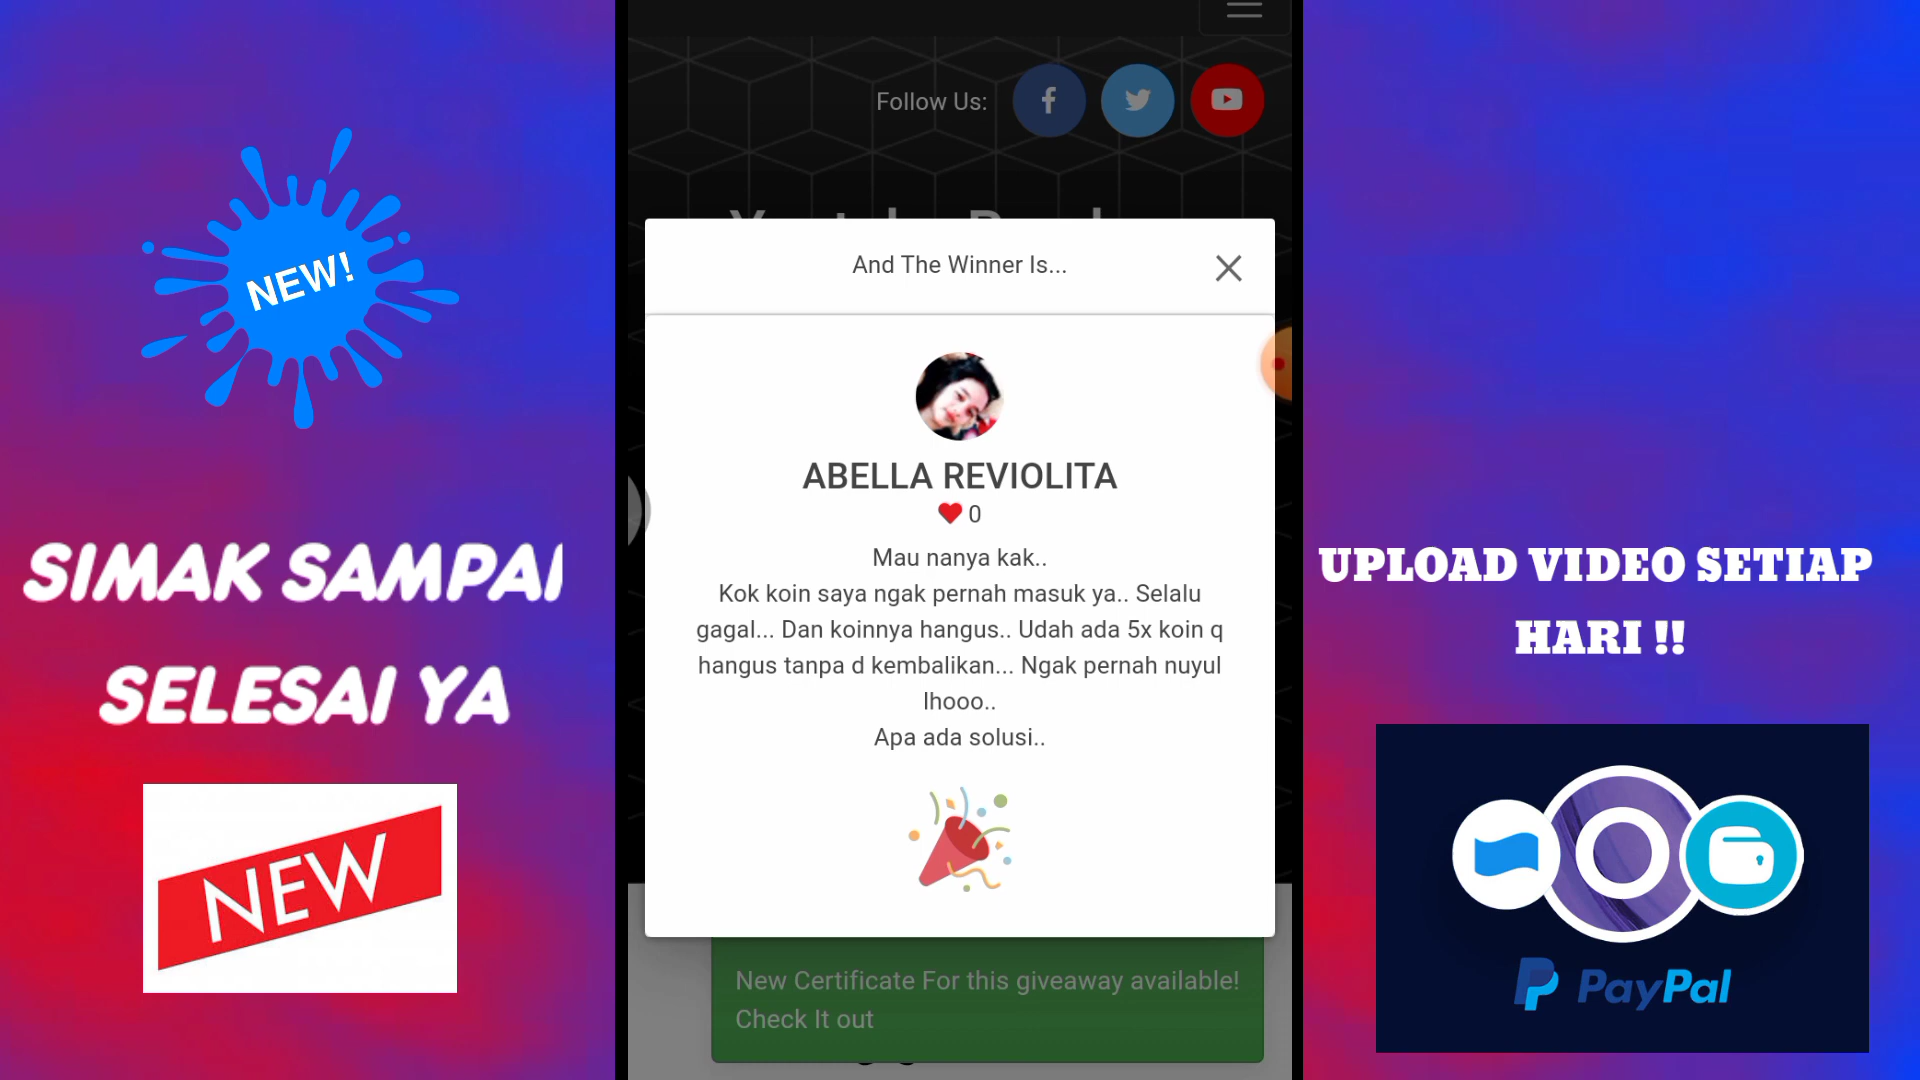 NEW!
SIMAK SAMPAI
SELESAI YA
NEW
Follow Us:
And The Winner Is...
ABELLA REVIOLITA
0
Mau nanya kak..
Kok koin saya ngak pernah masuk ya.. Selalu
gagal... Dan koinnya hangus.. Udah ada 5x koin q
hangus tanpa d kembalikan... Ngak pernah nuyul
lhooo..
Apa ada solusi..
New Certificate For this giveaway available!
Check It out
UPLOAD VIDEO SETIAP
HARI !!
PayPal